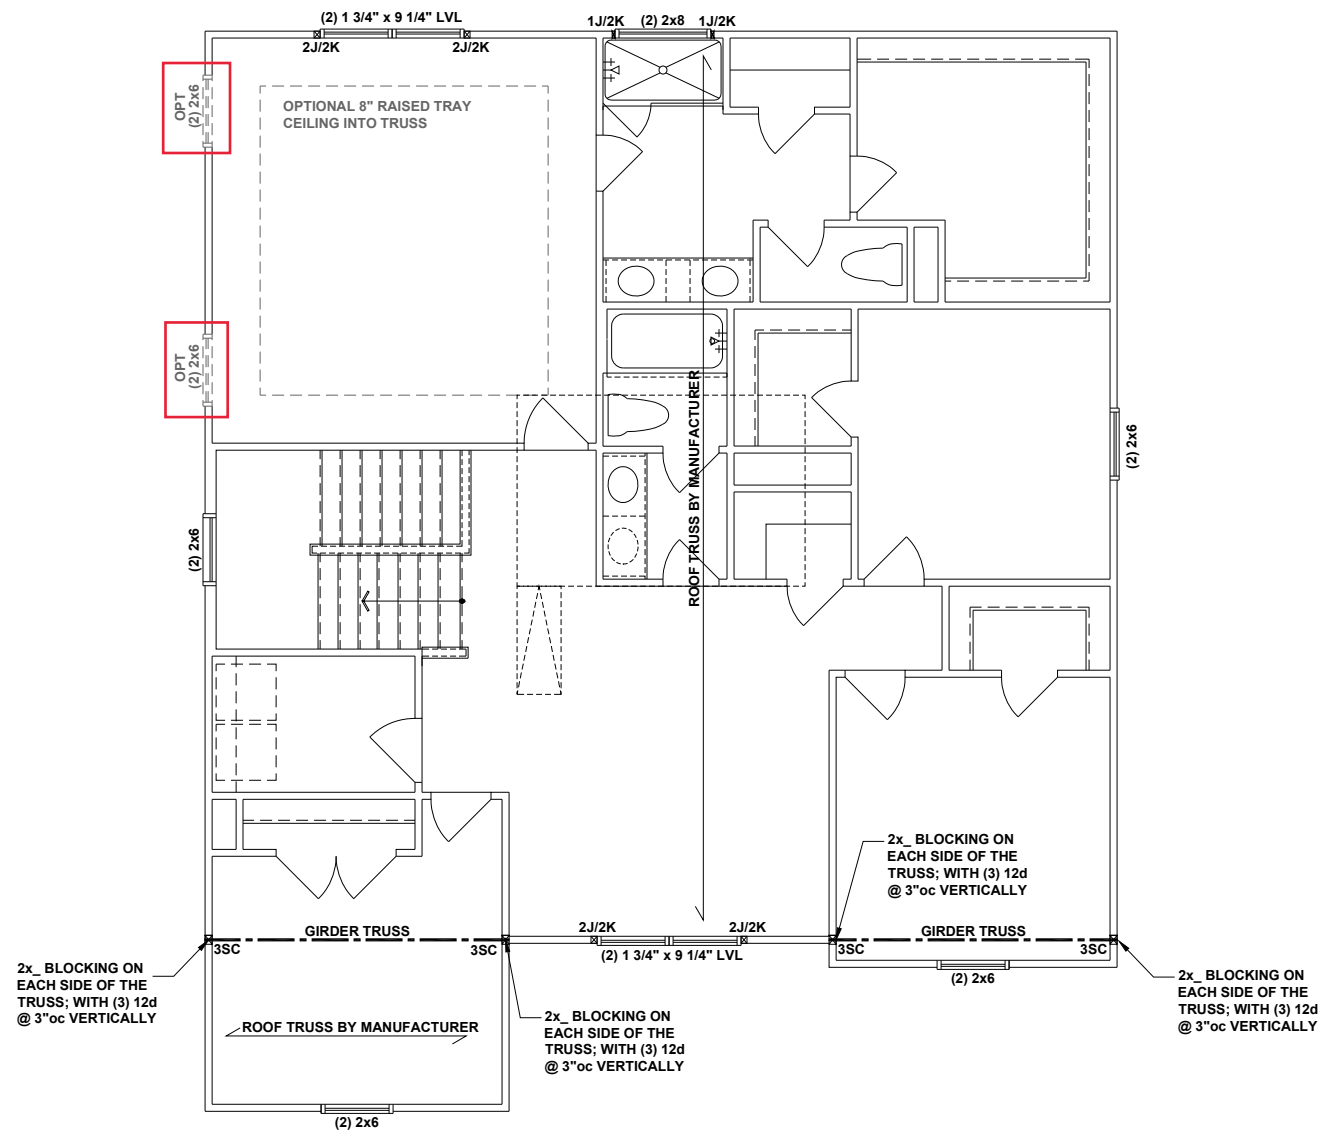 (2) 1 3/4" x 9 1/4" LVL
2J/2K
2J/2K
1J/2K
(2) 2x8
1J/2K
OPT
(2) 2x6
OPTIONAL 8" RAISED TRAY
CEILING INTO TRUSS
OPT
(2) 2x6
ROOF TRUSS BY MANUFACTURER
(2) 2x6
(2) 2x6
2x_ BLOCKING ON
EACH SIDE OF THE
TRUSS; WITH (3) 12d
@ 3"oc VERTICALLY
GIRDER TRUSS
3SC
3SC
2J/2K
2J/2K
(2) 1 3/4" x 9 1/4" LVL
GIRDER TRUSS
3SC
3SC
(2) 2x6
2x_ BLOCKING ON
EACH SIDE OF THE
TRUSS; WITH (3) 12d
@ 3"oc VERTICALLY
2x_ BLOCKING ON
EACH SIDE OF THE
TRUSS; WITH (3) 12d
@ 3"oc VERTICALLY
2x_ BLOCKING ON
EACH SIDE OF THE
TRUSS; WITH (3) 12d
@ 3"oc VERTICALLY
ROOF TRUSS BY MANUFACTURER
(2) 2x6